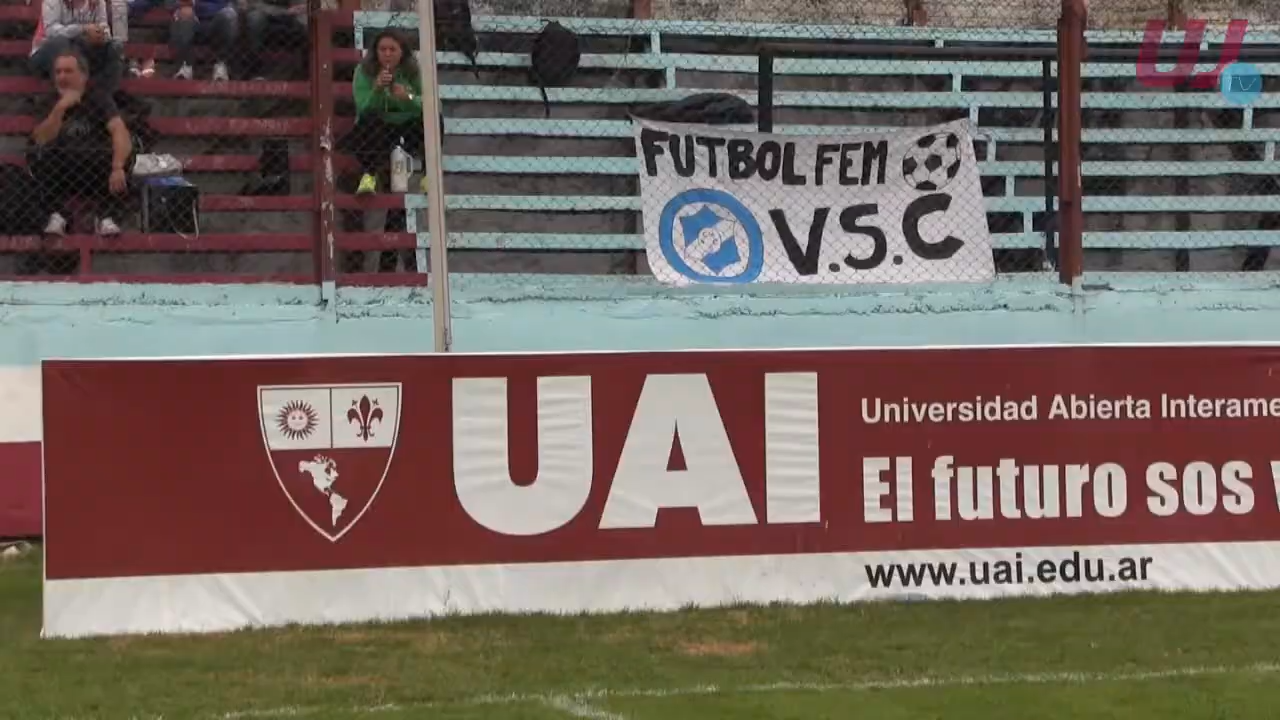 FUTBOL FEM
V.S.C
UAI
Universidad Abierta Interame
El futuro sos v
www.uai.edu.ar